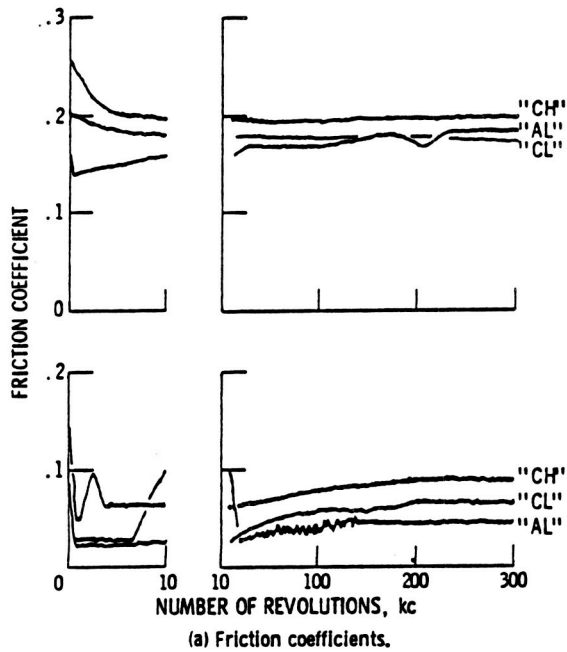 .3
.2
.1
0
"CH"
"AL"
"CL"
FRICTION COEFFICIENT
.2
.1
0
10
10
100
200
300
"CH"
"CL"
"AL"
NUMBER OF REVOLUTIONS, kc
(a) Friction coefficients.